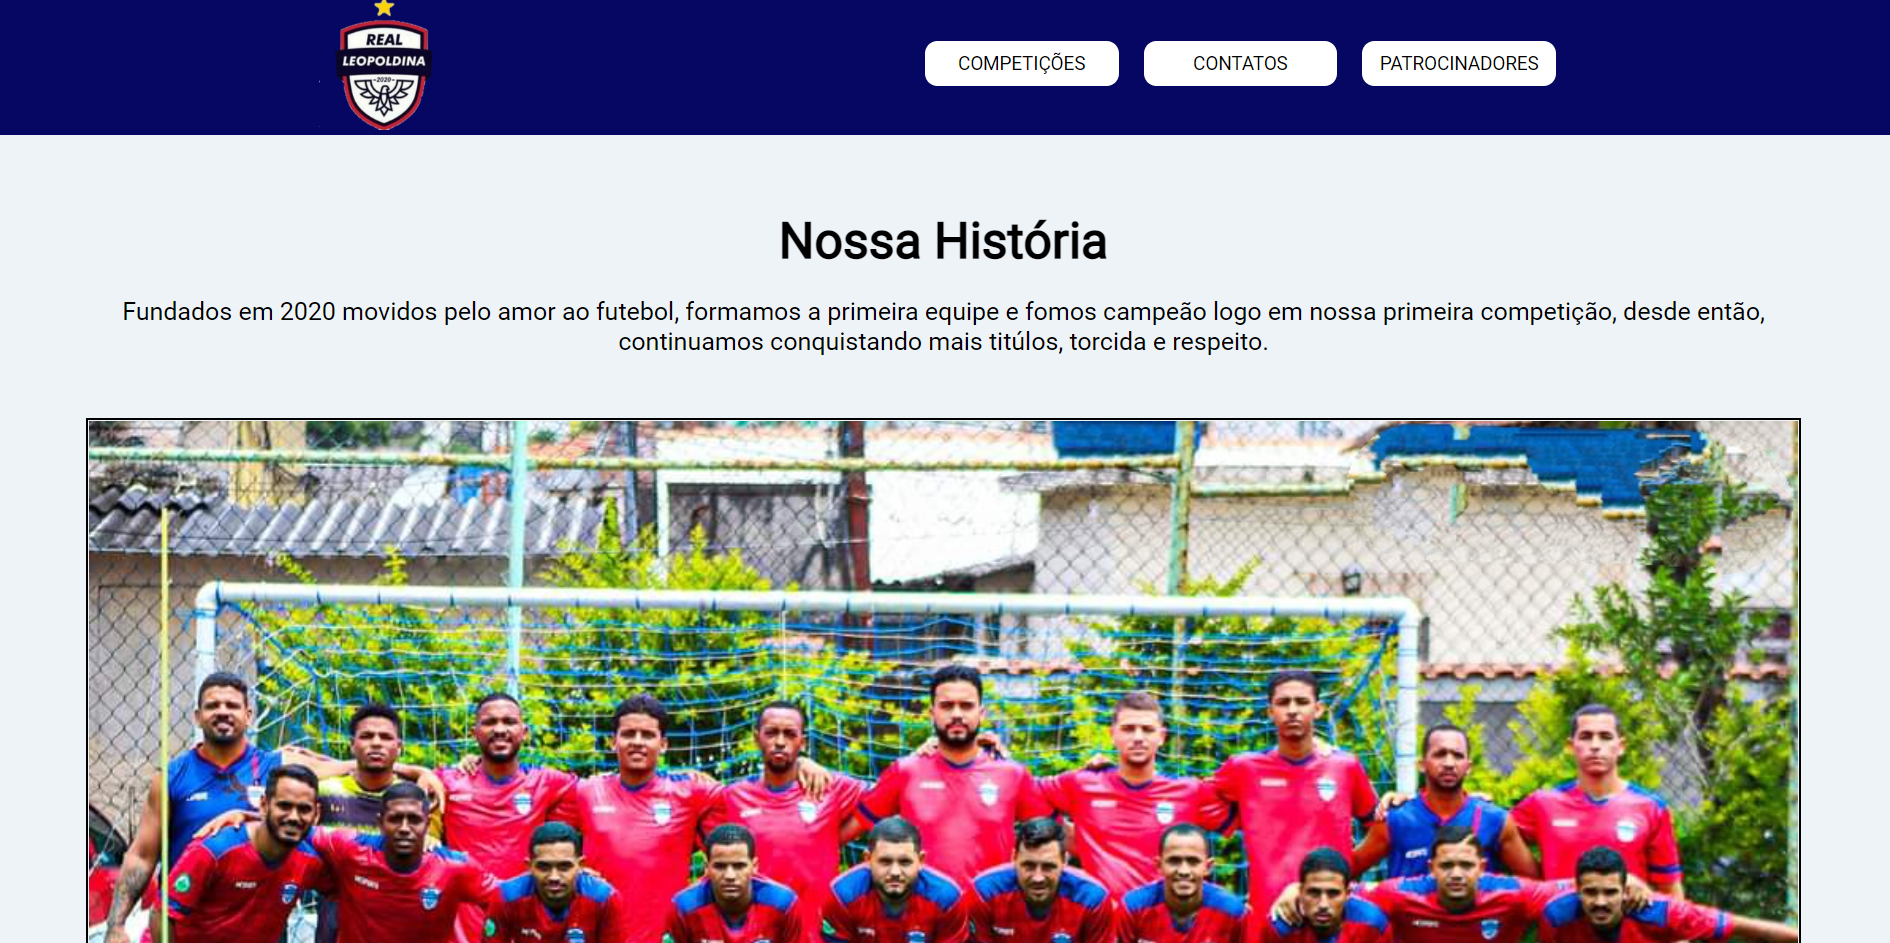 REAL
LEOPOLDINA
-2020-
COMPETIÇÕES
CONTATOS
PATROCINADORES
Nossa História
Fundados em 2020 movidos pelo amor ao futebol, formamos a primeira equipe e fomos campeão logo em nossa primeira competição, desde então,
continuamos conquistando mais titúlos, torcida e respeito.